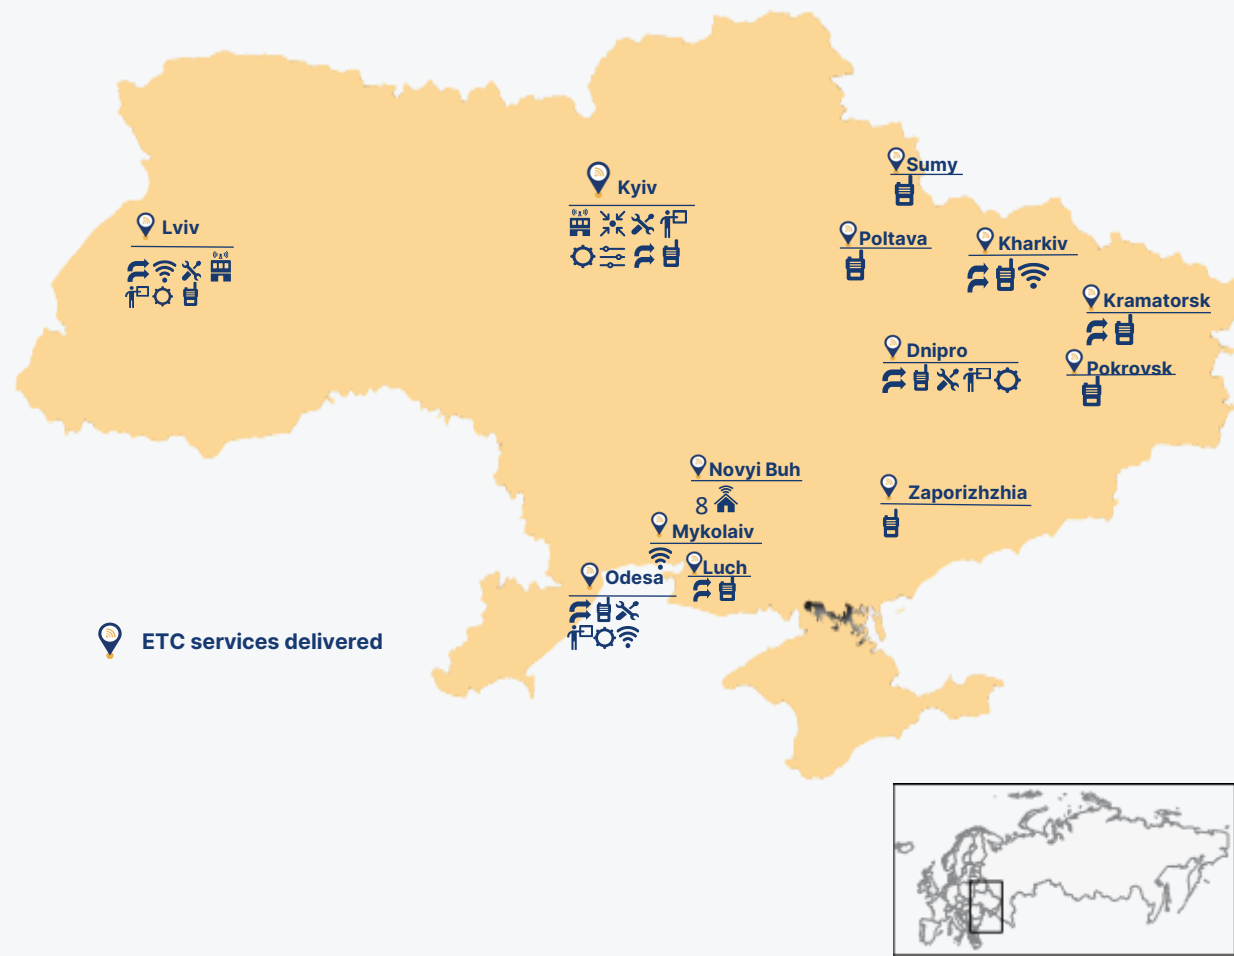 Sumy
Kyiv
Lviv
Poltava
Kharkiv
Kramatorsk
Dnipro
Pokrovsk
Novyi Buh
8
Zaporizhzhia
Mykolaiv
Luch
Odesa
ETC services delivered